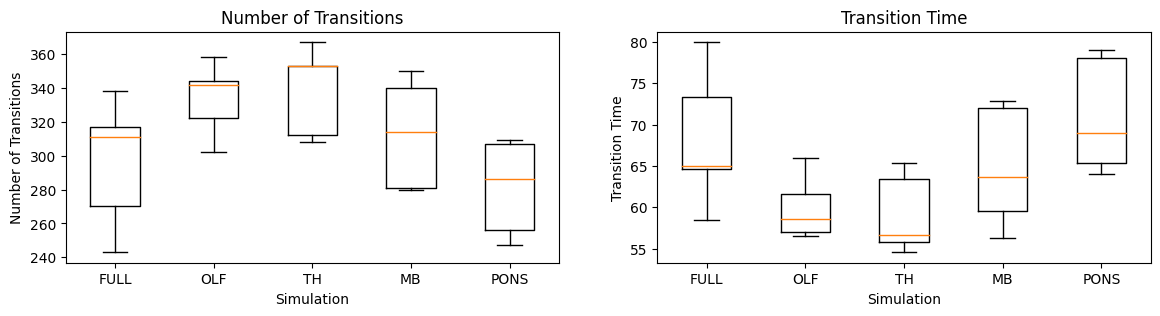 Number of Transitions
Number of Transitions
360
340
320
300
280
260
240
FULL OLF TH MB PONS
Simulation
Transition Time
Transition Time
80
75
70
65
60
55
FULL OLF TH MB PONS
Simulation